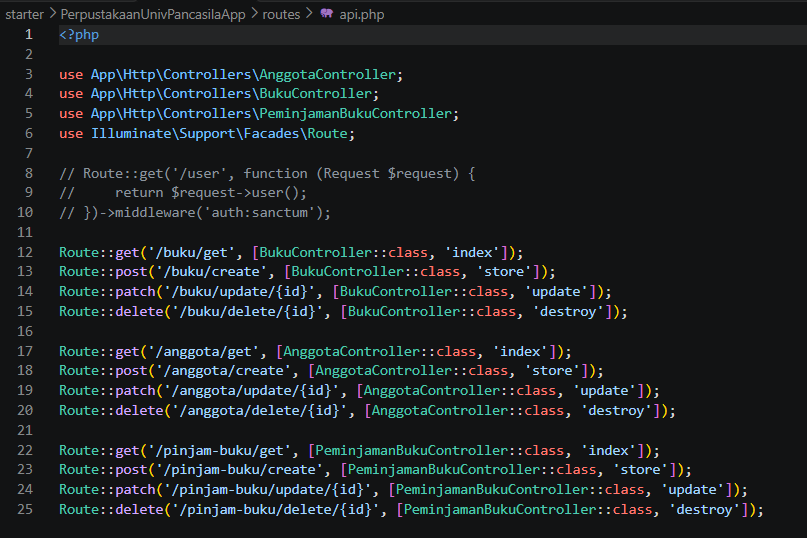 starter > PerpustakaanUnivPancasilaApp > routes > api.php
1 <?php
2
3 use App\Http\Controllers\AnggotaController;
4 use App\Http\Controllers\BukuController;
5 use App\Http\Controllers\PeminjamanBukuController;
6 use Illuminate\Support\Facades\Route;
7
8 // Route::get('/user', function (Request $request) {
9 //     return $request->user();
10 // })->middleware('auth:sanctum');
11
12 Route::get('/buku/get', [BukuController::class, 'index']);
13 Route::post('/buku/create', [BukuController::class, 'store']);
14 Route::patch('/buku/update/{id}', [BukuController::class, 'update']);
15 Route::delete('/buku/delete/{id}', [BukuController::class, 'destroy']);
16
17 Route::get('/anggota/get', [AnggotaController::class, 'index']);
18 Route::post('/anggota/create', [AnggotaController::class, 'store']);
19 Route::patch('/anggota/update/{id}', [AnggotaController::class, 'update']);
20 Route::delete('/anggota/delete/{id}', [AnggotaController::class, 'destroy']);
21
22 Route::get('/pinjam-buku/get', [PeminjamanBukuController::class, 'index']);
23 Route::post('/pinjam-buku/create', [PeminjamanBukuController::class, 'store']);
24 Route::patch('/pinjam-buku/update/{id}', [PeminjamanBukuController::class, 'update']);
25 Route::delete('/pinjam-buku/delete/{id}', [PeminjamanBukuController::class, 'destroy']);